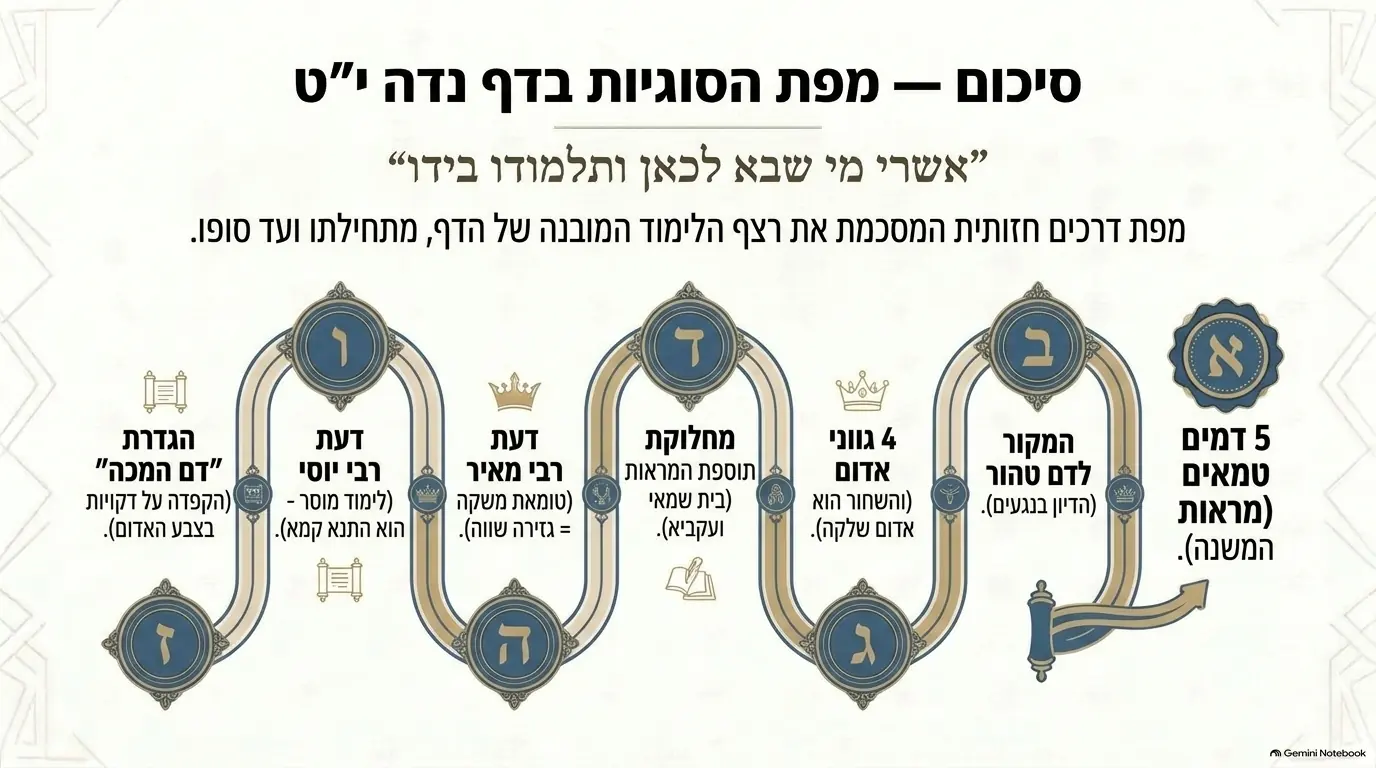 סיכום — מפת הסוגיות בדף נדה י"ט
"אשרי מי שבא לכאן ותלמודו בידו"
מפת דרכים חזותית המסכמת את רצף הלימוד המובנה של הדף, מתחילתו ועד סופו.
א
5 דמים
טמאים
(מראות
המשנה).
ב
המקור
לדם טהור
(הדיון בנגעים).
ג
4 גווני
אדום
(והשחור הוא
אדום שלקה).
ד
מחלוקת
תוספת המראות
(בית שמאי
ועקביא).
ה
דעת
רבי מאיר
(טומאת משקה
= גזירה שווה).
ו
דעת
רבי יוסי
(לימוד מוסר -
הוא התנא קמא).
ז
הגדרת
"דם המכה"
(הקפדה על דקויות
בצבע האדום).
Gemini Notebook